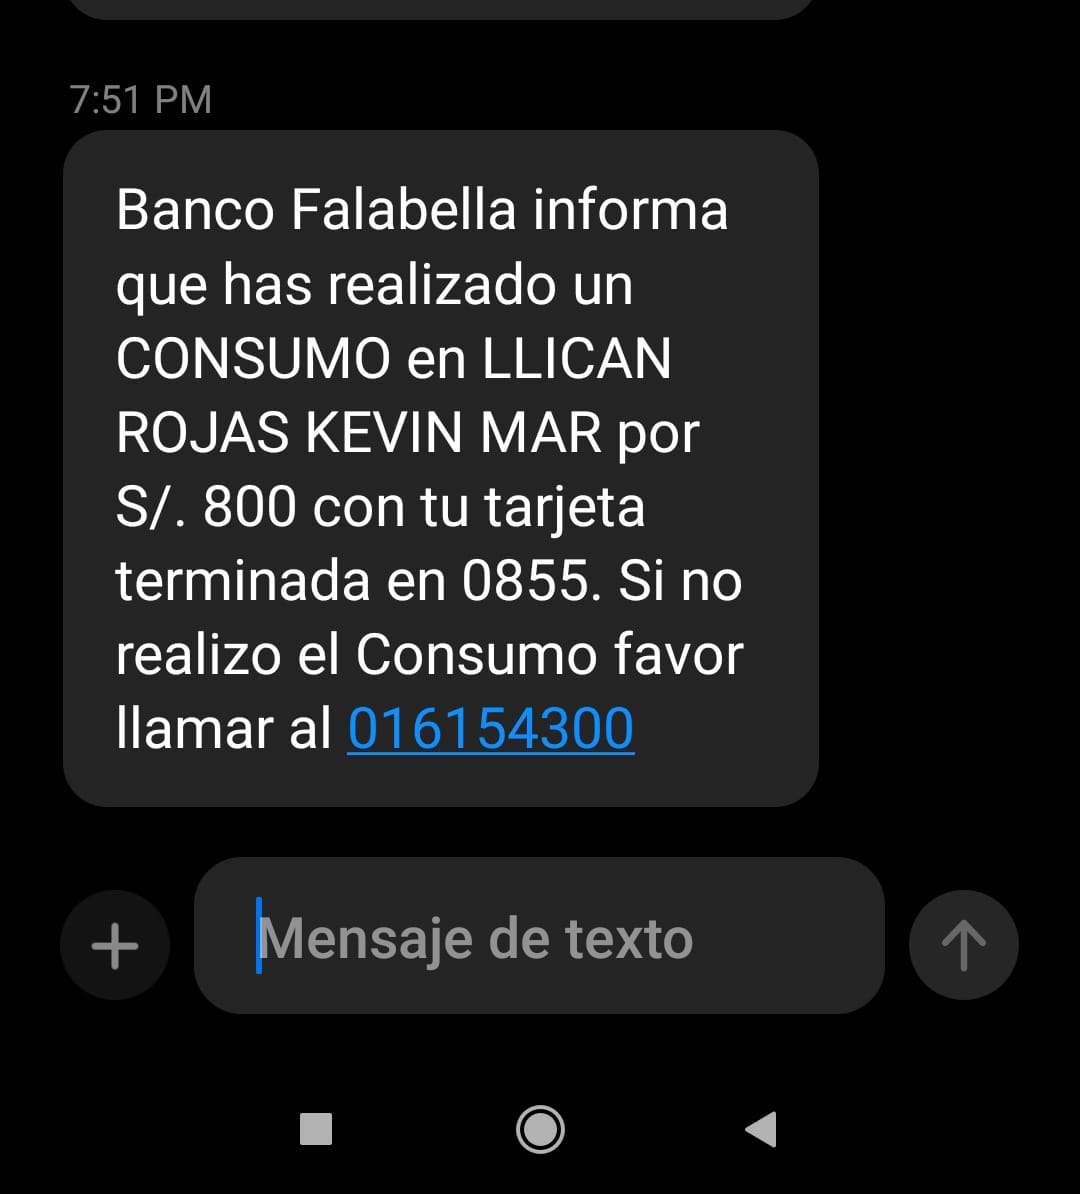 7:51 PM
Banco Falabella informa
que has realizado un
CONSUMO en LLICAN
ROJAS KEVIN MAR por
S/. 800 con tu tarjeta
terminada en 0855. Si no
realizo el Consumo favor
llamar al 016154300
Mensaje de texto